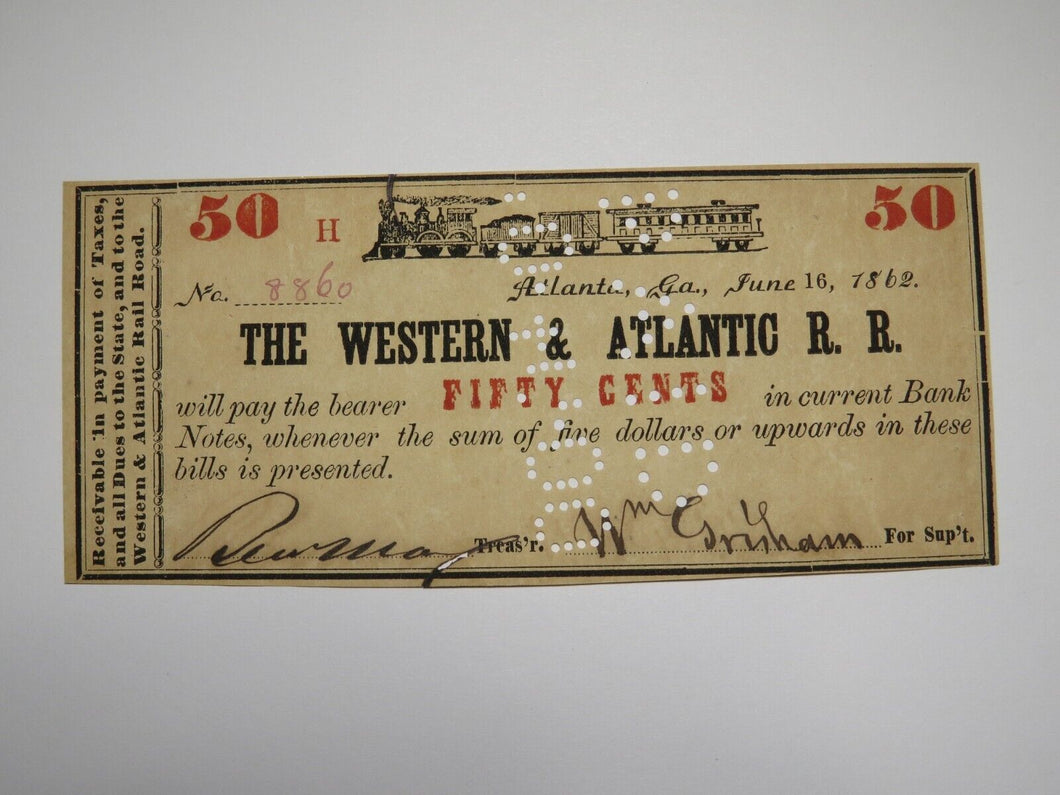 Receivable in payment of Taxes,
and all Dues to the State, and to the
Western & Atlantic Rail Road.
50 H 50
No. 8860 Atlanta, Ga., June 16, 1862.
THE WESTERN & ATLANTIC R. R.
will pay the bearer FIFTY CENTS in current Bank
Notes, whenever the sum of five dollars or upwards in these
bills is presented.
Ben May Treas'r. Wm Grisham For Sup't.